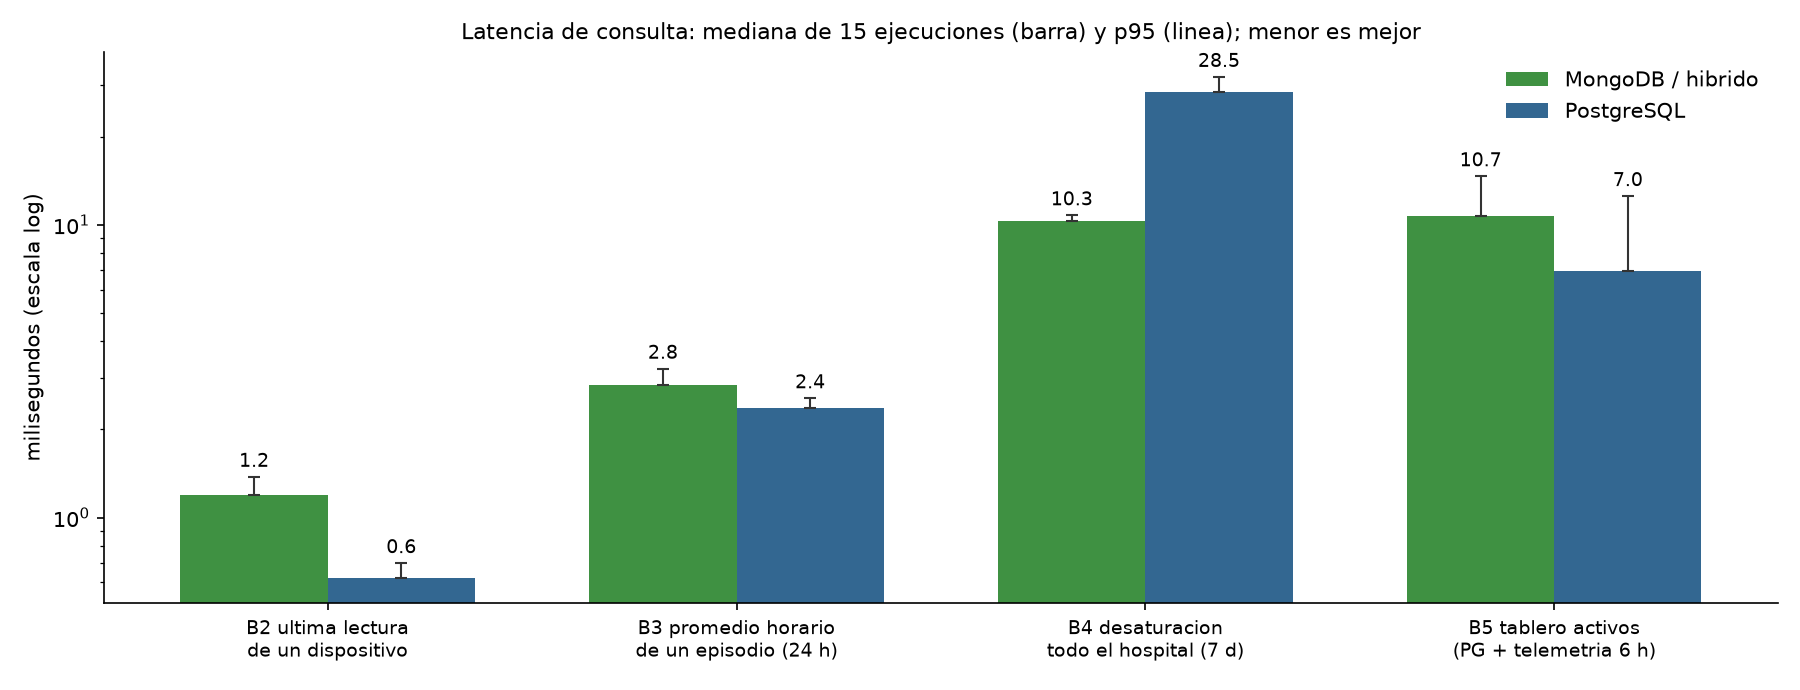 Latencia de consulta: mediana de 15 ejecuciones (barra) y p95 (linea); menor es mejor
MongoDB / hibrido
PostgreSQL
milisegundos (escala log)
10¹
10⁰
1.2
0.6
2.8
2.4
10.3
28.5
10.7
7.0
B2 ultima lectura
de un dispositivo
B3 promedio horario
de un episodio (24 h)
B4 desaturacion
todo el hospital (7 d)
B5 tablero activos
(PG + telemetria 6 h)